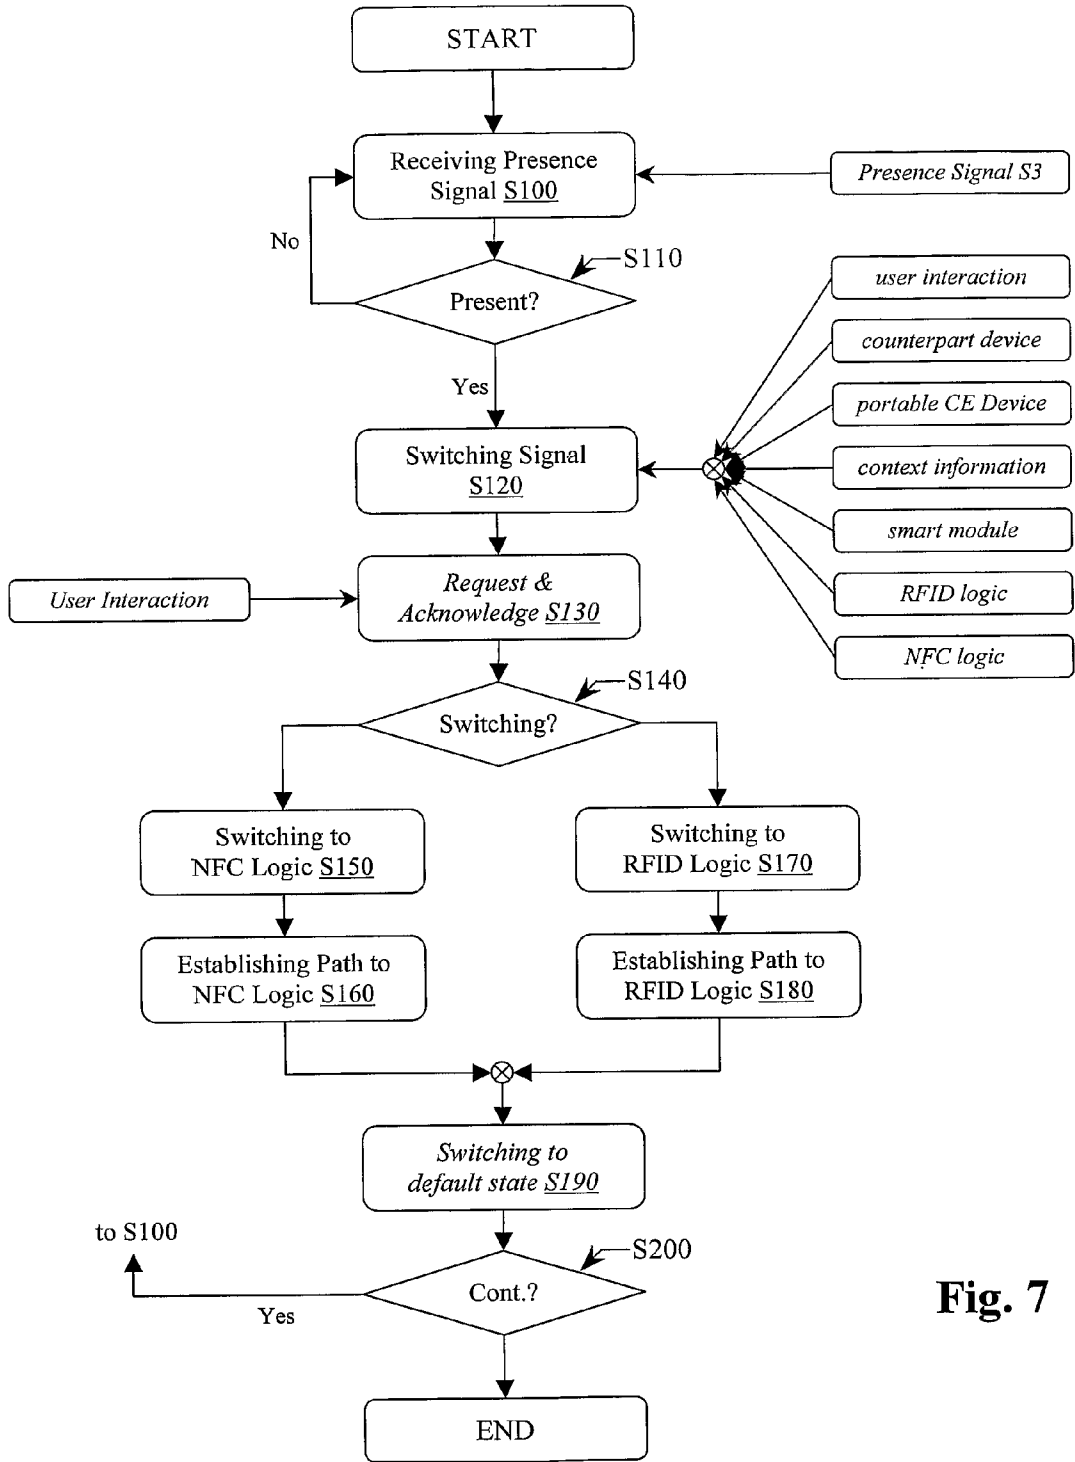 START
Receiving Presence
Signal S100
Presence Signal S3
No
S110
Present?
user interaction
counterpart device
Yes
portable CE Device
Switching Signal
S120
context information
smart module
User Interaction
Request &
Acknowledge S130
RFID logic
NFC logic
S140
Switching?
Switching to
NFC Logic S150
Switching to
RFID Logic S170
Establishing Path to
NFC Logic S160
Establishing Path to
RFID Logic S180
Switching to
default state S190
to S100
S200
Cont.?
Yes
Fig. 7
END